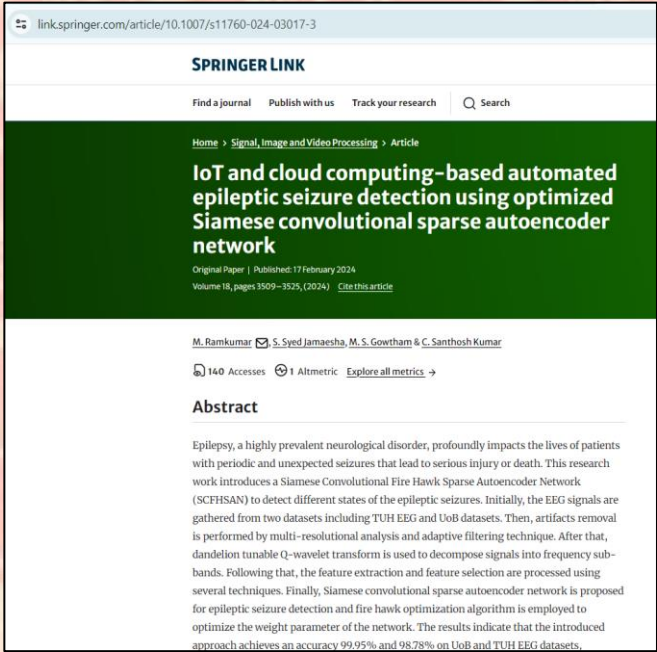 link.springer.com/article/10.1007/s11760-024-03017-3
SPRINGER LINK
Find a journal Publish with us Track your research Search
Home > Signal, Image and Video Processing > Article
IoT and cloud computing-based automated
epileptic seizure detection using optimized
Siamese convolutional sparse autoencoder
network
Original Paper | Published: 17 February 2024
Volume 18, pages 3509–3525, (2024) Cite this article
M. Ramkumar, S. Syed Jamaesha, M. S. Gowtham & C. Santhosh Kumar
140 Accesses 1 Altmetric Explore all metrics →
Abstract
Epilepsy, a highly prevalent neurological disorder, profoundly impacts the lives of patients
with periodic and unexpected seizures that lead to serious injury or death. This research
work introduces a Siamese Convolutional Fire Hawk Sparse Autoencoder Network
(SCFHSAN) to detect different states of the epileptic seizures. Initially, the EEG signals are
gathered from two datasets including TUH EEG and UoB datasets. Then, artifacts removal
is performed by multi-resolutional analysis and adaptive filtering technique. After that,
dandelion tunable Q-wavelet transform is used to decompose signals into frequency sub-
bands. Following that, the feature extraction and feature selection are processed using
several techniques. Finally, Siamese convolutional sparse autoencoder network is proposed
for epileptic seizure detection and fire hawk optimization algorithm is employed to
optimize the weight parameter of the network. The results indicate that the introduced
approach achieves an accuracy 99.95% and 98.78% on UoB and TUH EEG datasets,